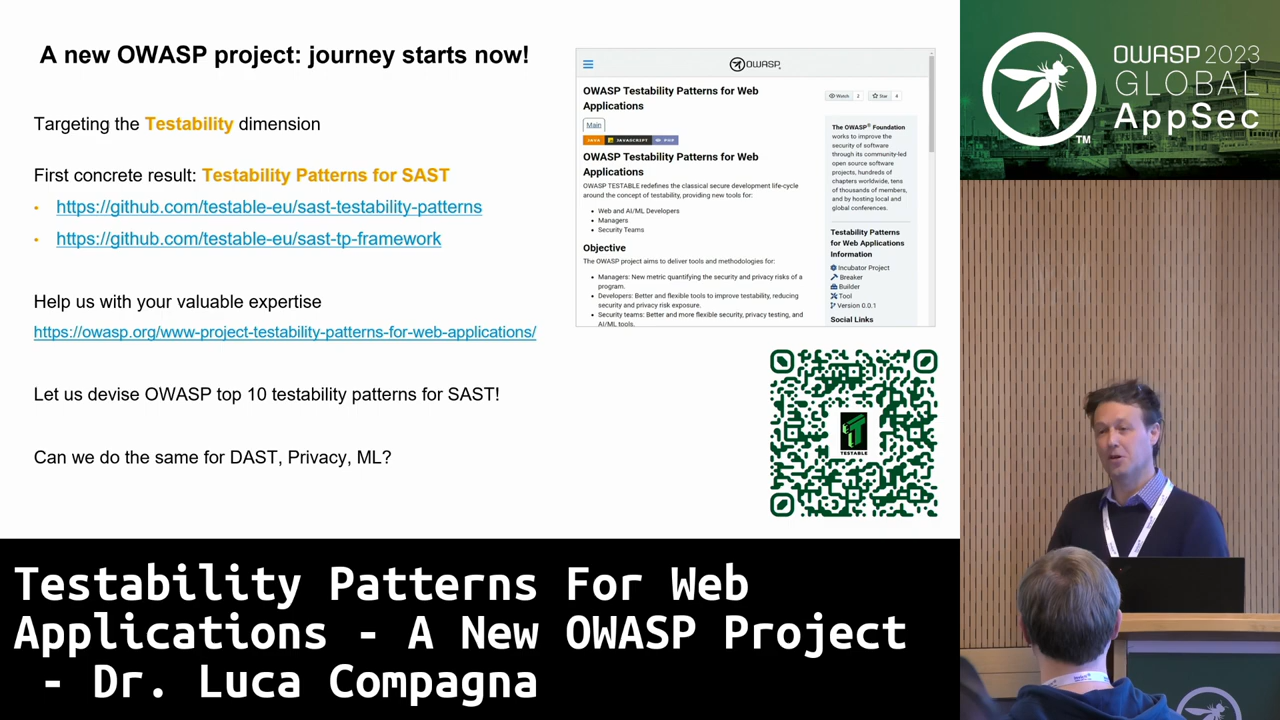 A new OWASP project: journey starts now!
Targeting the Testability dimension
First concrete result: Testability Patterns for SAST
• https://github.com/testable-eu/sast-testability-patterns
• https://github.com/testable-eu/sast-tp-framework
Help us with your valuable expertise
https://owasp.org/www-project-testability-patterns-for-web-applications/
Let us devise OWASP top 10 testability patterns for SAST!
Can we do the same for DAST, Privacy, ML?
OWASP
OWASP Testability Patterns for Web
Applications
Watch 2
Star 4
Main
JAVA JAVASCRIPT PHP
OWASP Testability Patterns for Web
Applications
OWASP TESTABLE redefines the classical secure development life-cycle
around the concept of testability, providing new tools for:
• Web and AI/ML Developers
• Managers
• Security Teams
Objective
The OWASP project aims to deliver tools and methodologies for:
• Managers: New metric quantifying the security and privacy risks of a
program.
• Developers: Better and flexible tools to improve testability, reducing
security and privacy risk exposure.
• Security teams: Better and more flexible security, privacy testing, and
AI/ML tools.
The OWASP® Foundation
works to improve the
security of software
through its community-led
open source software
projects, hundreds of
chapters worldwide, tens
of thousands of members,
and by hosting local and
global conferences.
Testability Patterns
for Web Applications
Information
Incubator Project
Breaker
Builder
Tool
Version 0.0.1
Social Links
TESTABLE
OWASP 2023
GLOBAL
AppSec
TM
Testability Patterns For Web
Applications - A New OWASP Project
- Dr. Luca Compagna